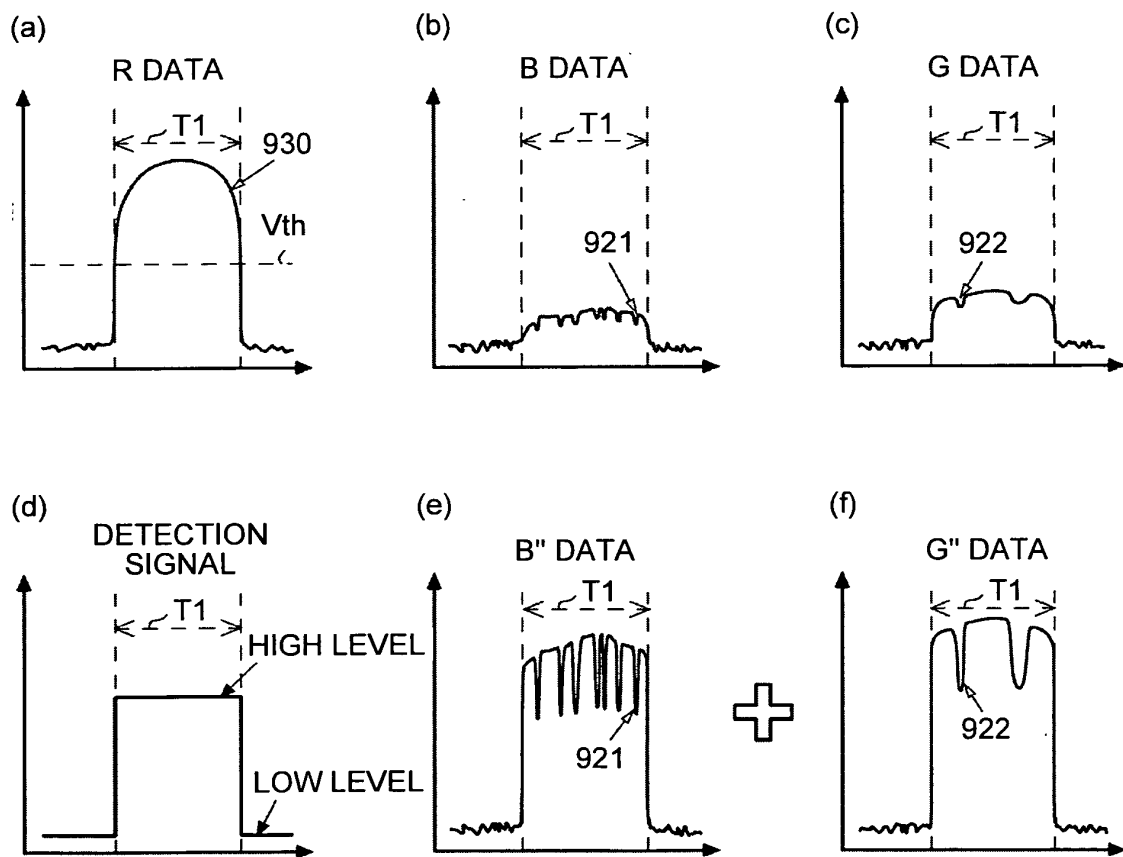 (a)
R DATA
T1
930
Vth
(b)
B DATA
T1
921
(c)
G DATA
T1
922
(d)
DETECTION
SIGNAL
T1
HIGH LEVEL
LOW LEVEL
(e)
B" DATA
T1
921
(f)
G" DATA
T1
922